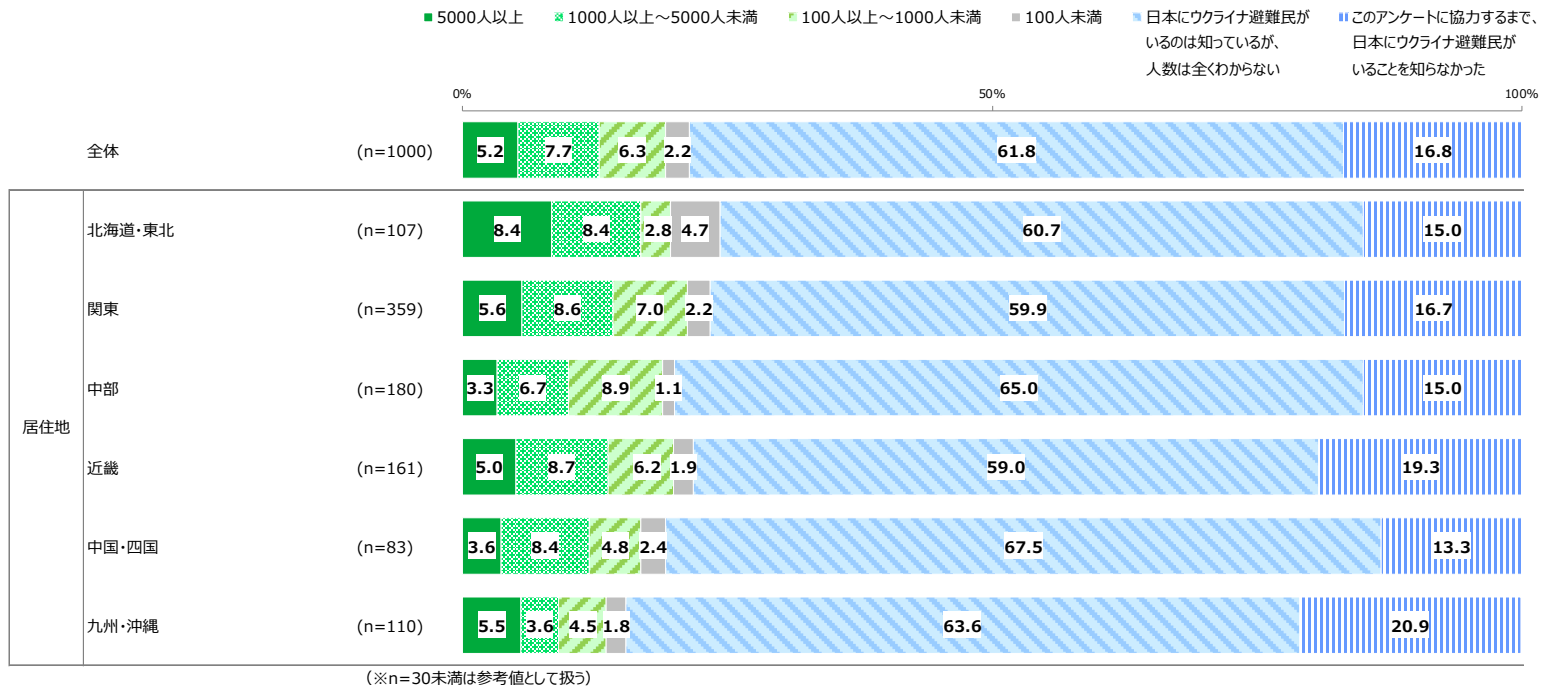 5000人以上 1000人以上～5000人未満 100人以上～1000人未満 100人未満 日本にウクライナ避難民が このアンケートに協力するまで、
いるのは知っているが、 日本にウクライナ避難民が
人数は全くわからない いることを知らなかった
0% 50% 100%
全体 (n=1000) 5.2 7.7 6.3 2.2 61.8 16.8
居住地
北海道・東北 (n=107) 8.4 8.4 2.8 4.7 60.7 15.0
関東 (n=359) 5.6 8.6 7.0 2.2 59.9 16.7
中部 (n=180) 3.3 6.7 8.9 1.1 65.0 15.0
近畿 (n=161) 5.0 8.7 6.2 1.9 59.0 19.3
中国・四国 (n=83) 3.6 8.4 4.8 2.4 67.5 13.3
九州・沖縄 (n=110) 5.5 3.6 4.5 1.8 63.6 20.9
(※n=30未満は参考値として扱う)